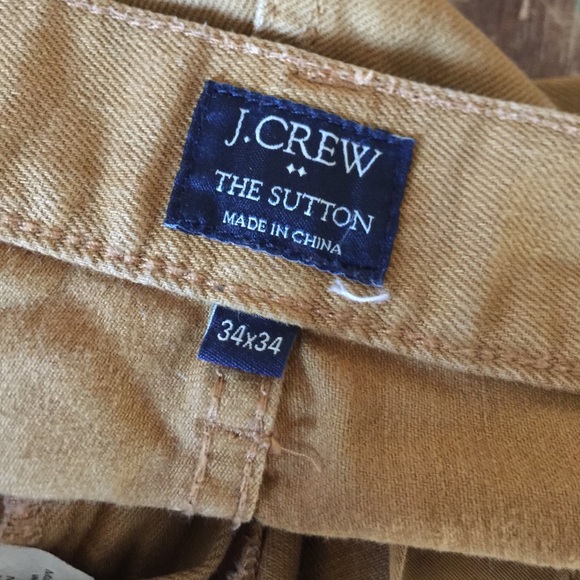 J.CREW
THE SUTTON
MADE IN CHINA
34x34